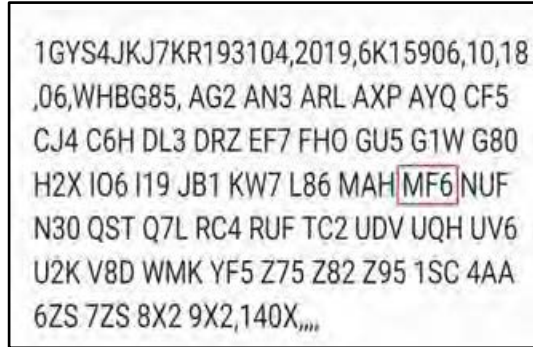 1GYS4JKJ7KR193104,2019,6K15906,10,18
,06,WHBG85, AG2 AN3 ARL AXP AYQ CF5
CJ4 C6H DL3 DRZ EF7 FHO GU5 G1W G80
H2X IO6 I19 JB1 KW7 L86 MAH MF6 NUF
N30 QST Q7L RC4 RUF TC2 UDV UQH UV6
U2K V8D WMK YF5 Z75 Z82 Z95 1SC 4AA
6ZS 7ZS 8X2 9X2,140X,,,,